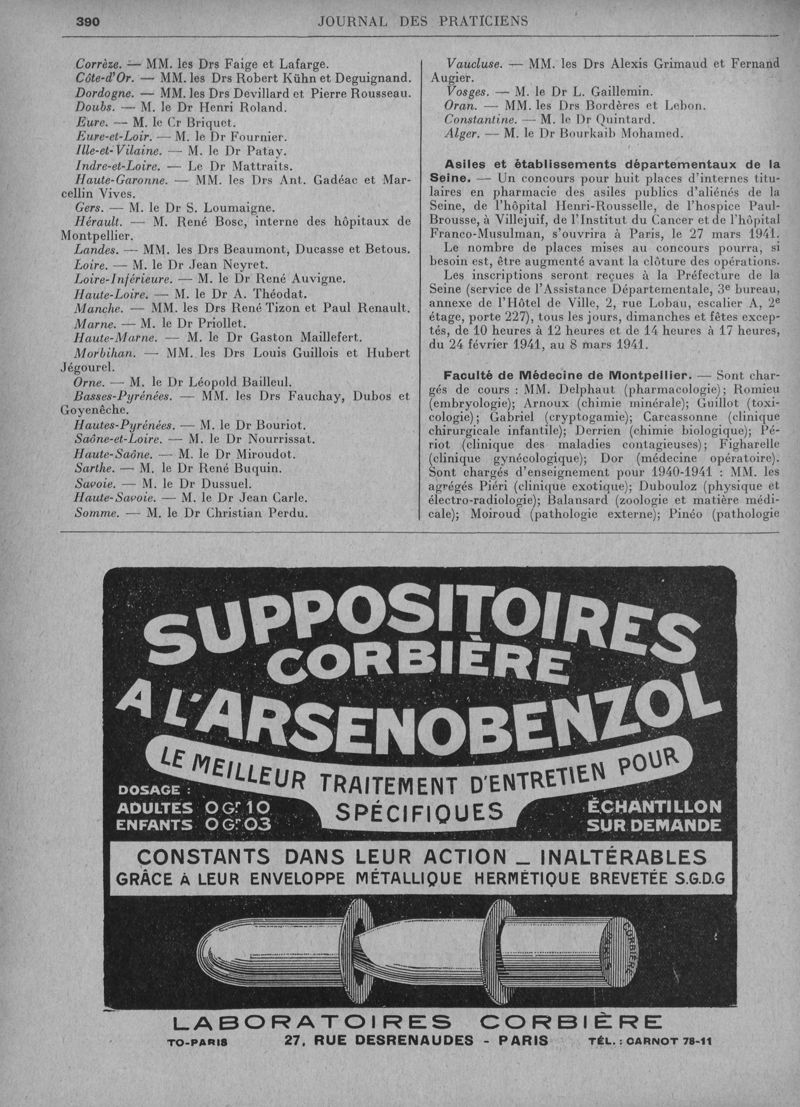 390
JOURNAL DES PRATICIENS
Corrèze. — MM. les Drs Faige et Lafarge.
Côte-d'Or. — MM. les Drs Robert Kühn et Deguignand.
Dordogne. — MM. les Drs Devillard et Pierre Rousseau.
Doubs. — M. le Dr Henri Roland.
Eure. — M. le Cr Briquet.
Eure-et-Loir. — M. le Dr Fournier.
Ille-et-Vilaine. — M. le Dr Patay.
Indre-et-Loire. — Le Dr Mattraits.
Haute-Garonne. — MM. les Drs Ant. Gadéac et Mar-
cellin Vives.
Gers. — M. le Dr S. Loumaigne.
Hérault. — M. René Bosc, interne des hôpitaux de
Montpellier.
Landes. — MM. les Drs Beaumont, Ducasse et Betous.
Loire. — M. le Dr Jean Neyret.
Loire-Inférieure. — M. le Dr René Auvigne.
Haute-Loire. — M. le Dr A. Théodat.
Manche. — MM. les Drs René Tizon et Paul Renault.
Marne. — M. le Dr Priollet.
Haute-Marne. — M. le Dr Gaston Maillefert.
Morbihan. — MM. les Drs Louis Guillois et Hubert
Jégourel.
Orne. — M. le Dr Léopold Bailleul.
Basses-Pyrénées. — MM. les Drs Fauchay, Dubos et
Goyenêche.
Hautes-Pyrénées. — M. le Dr Bouriot.
Saône-et-Loire. — M. le Dr Nourrissat.
Haute-Saône. — M. le Dr Miroudot.
Sarthe. — M. le Dr René Buquin.
Savoie. — M. le Dr Dussuel.
Haute-Savoie. — M. le Dr Jean Carle.
Somme. — M. le Dr Christian Perdu.
Vaucluse. — MM. les Drs Alexis Grimaud et Fernand
Augier.
Vosges. — M. le Dr L. Gaillemin.
Oran. — MM. les Drs Bordères et Lebon.
Constantine. — M. le Dr Quintard.
Alger. — M. le Dr Bourkaib Mohamed.
Asiles et établissements départementaux de la
Seine. — Un concours pour huit places d'internes titu-
laires en pharmacie des asiles publics d'aliénés de la
Seine, de l'hôpital Henri-Rousselle, de l'hospice Paul-
Brousse, à Villejuif, de l'Institut du Cancer et de l'hôpital
Franco-Musulman, s'ouvrira à Paris, le 27 mars 1941.
Le nombre de places mises au concours pourra, si
besoin est, être augmenté avant la clôture des opérations.
Les inscriptions seront reçues à la Préfecture de la
Seine (service de l'Assistance Départementale, 3e bureau,
annexe de l'Hôtel de Ville, 2, rue Lobau, escalier A, 2e
étage, porte 227), tous les jours, dimanches et fêtes excep-
tés, de 10 heures à 12 heures et de 14 heures à 17 heures,
du 24 février 1941, au 8 mars 1941.
Faculté de Médecine de Montpellier. — Sont char-
gés de cours : MM. Delphaut (pharmacologie); Romieu
(embryologie); Arnoux (chimie minérale); Guillot (toxi-
cologie); Gabriel (cryptogamie); Carcassonne (clinique
chirurgicale infantile); Derrien (chimie biologique); Pé-
riot (clinique des maladies contagieuses); Figharelle
(clinique gynécologique); Dor (médecine opératoire).
Sont chargés d'enseignement pour 1940-1941 : MM. les
agrégés Piéri (clinique exotique); Dubouloz (physique et
électro-radiologie); Balansard (zoologie et matière médi-
cale); Moiroud (pathologie externe); Pinéo (pathologie
SUPPOSITOIRES
CORBIÈRE
A L'ARSENOBENZOL
LE MEILLEUR TRAITEMENT D'ENTRETIEN POUR
SPÉCIFIQUES
DOSAGE :
ADULTES 0 Gr 10
ENFANTS 0 Gr 03
ÉCHANTILLON
SUR DEMANDE
CONSTANTS DANS LEUR ACTION _ INALTÉRABLES
GRÂCE A LEUR ENVELOPPE MÉTALLIQUE HERMÉTIQUE BREVETÉE S.G.D.G
CORBIÈRE
PARIS
LABORATOIRES CORBIÈRE
TO-PARIS
27, RUE DESRENAUDES - PARIS
TÉL. : CARNOT 78-11